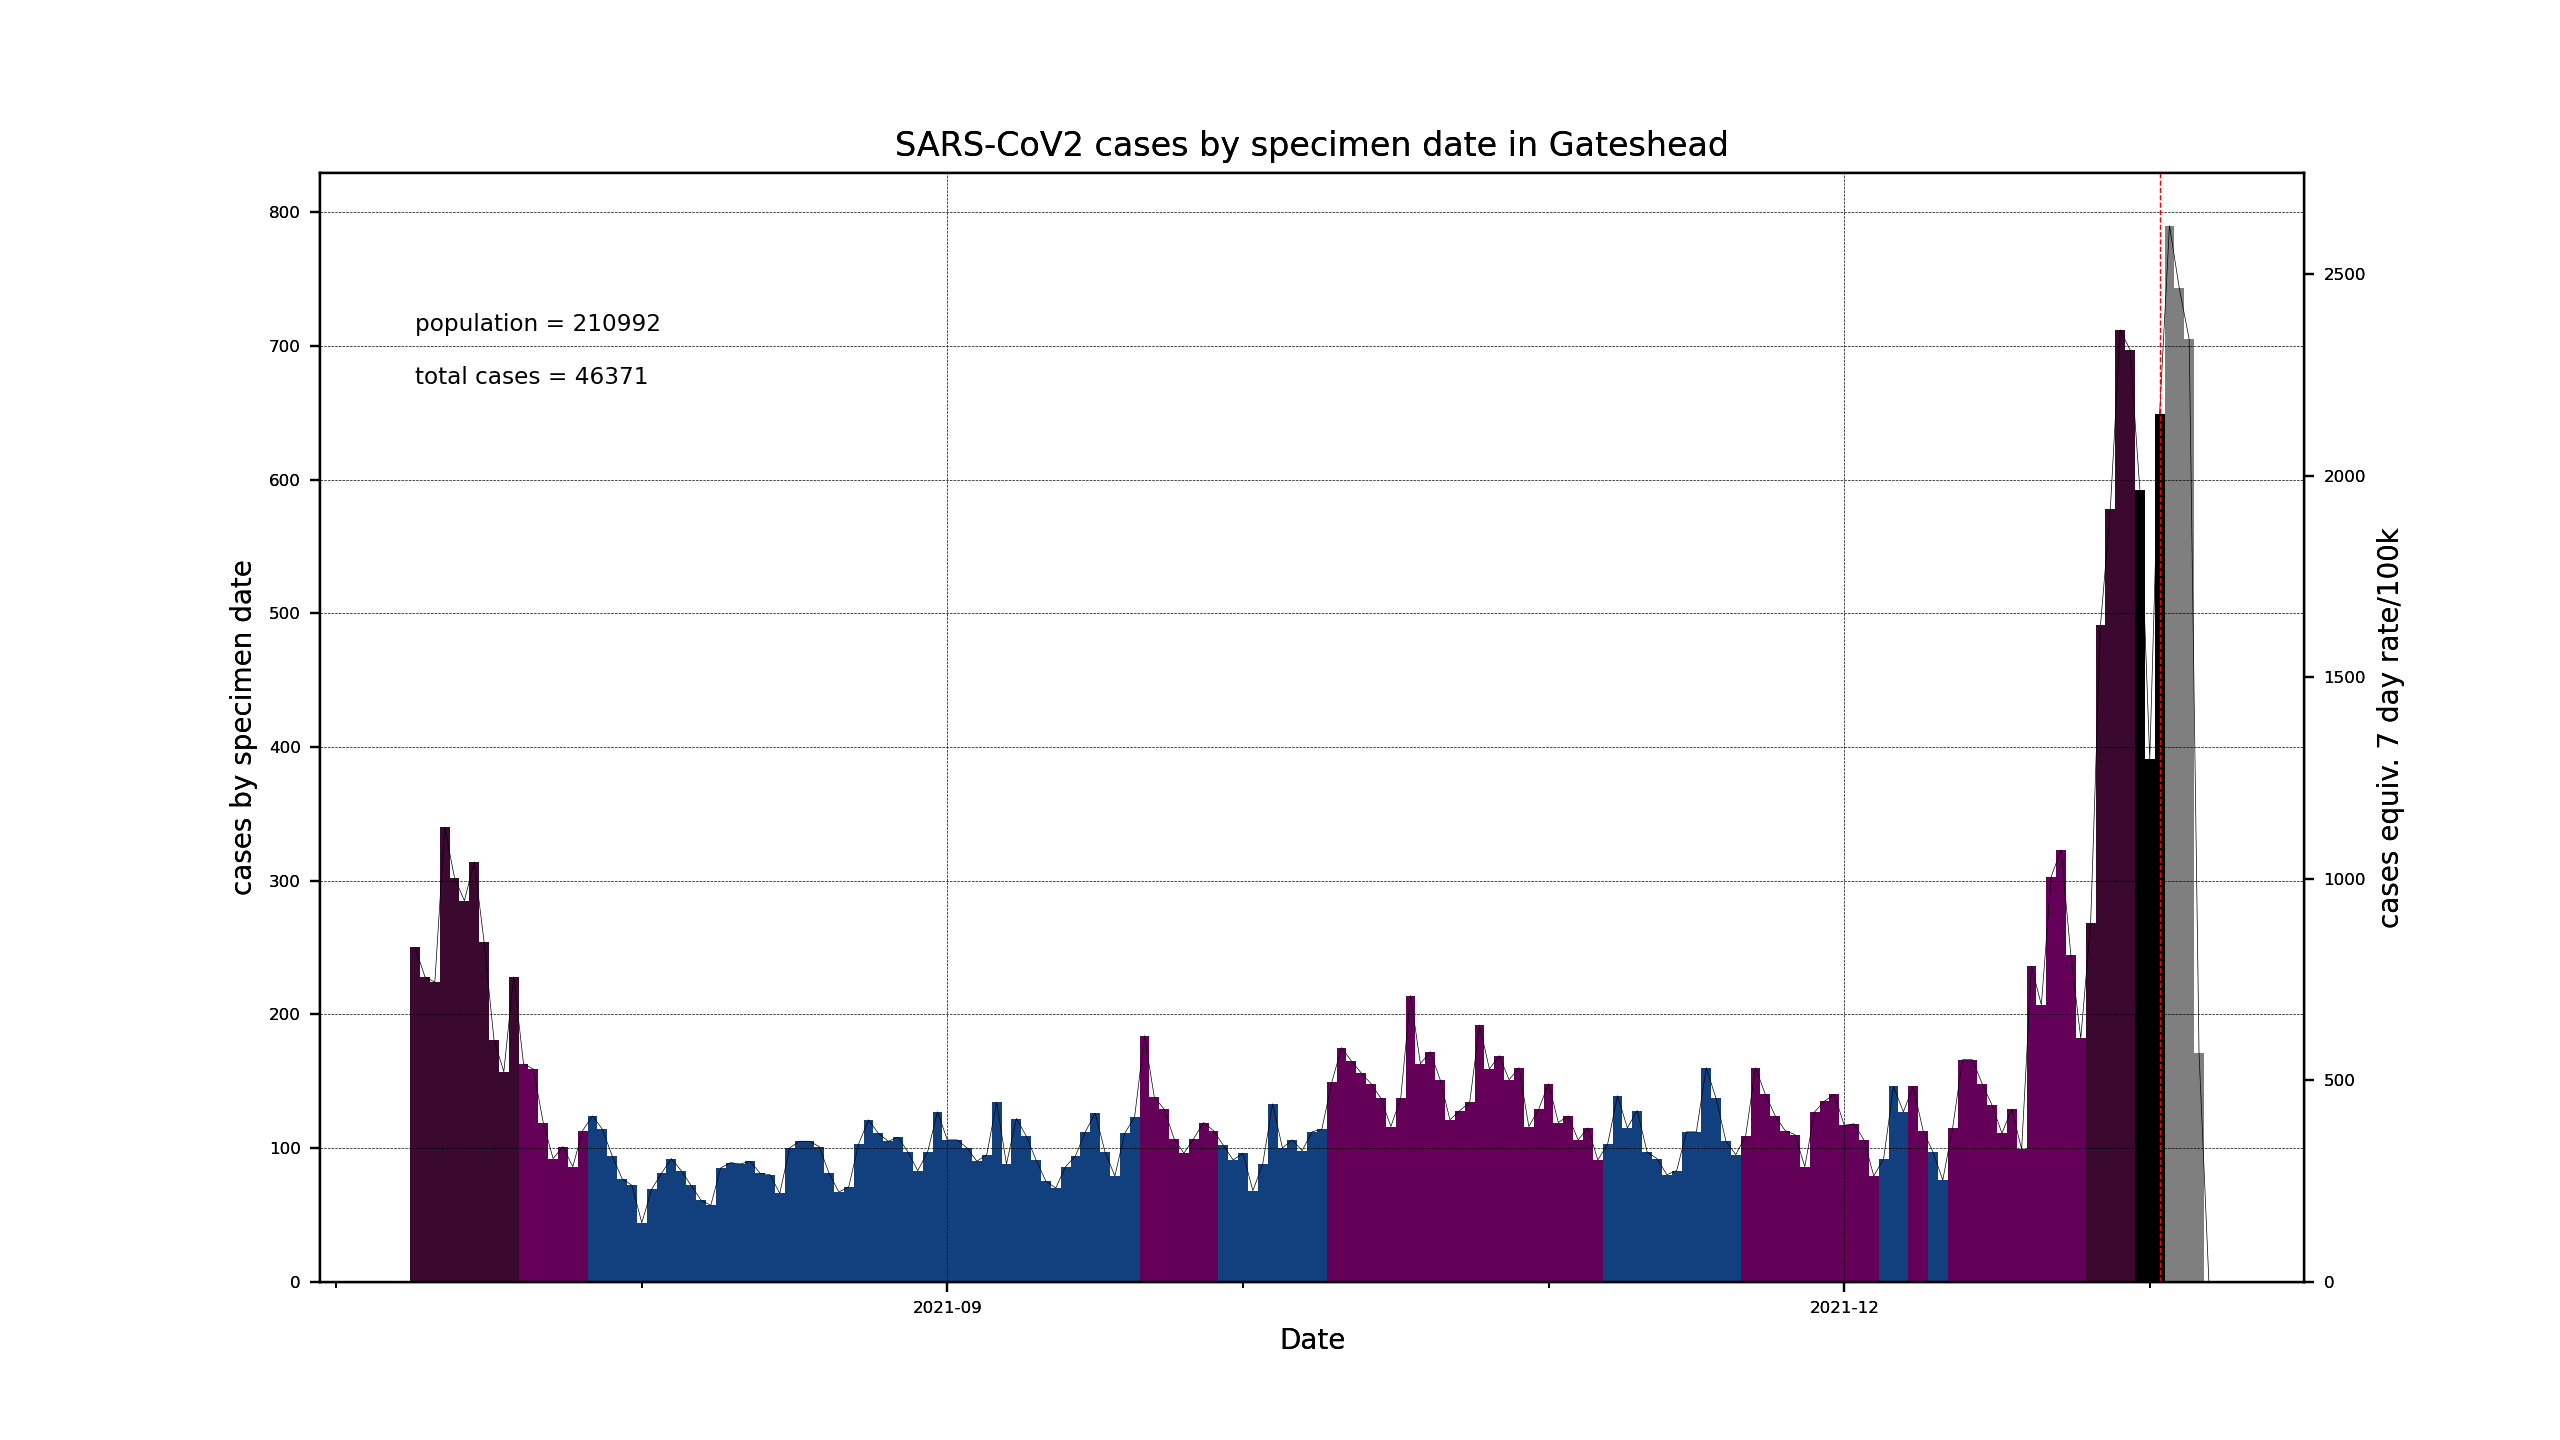 SARS-CoV2 cases by specimen date in Gateshead
population = 210992
total cases = 46371
cases by specimen date
800
700
600
500
400
300
200
100
0
2500
2000
1500
1000
500
0
cases equiv. 7 day rate/100k
2021-09
2021-12
Date